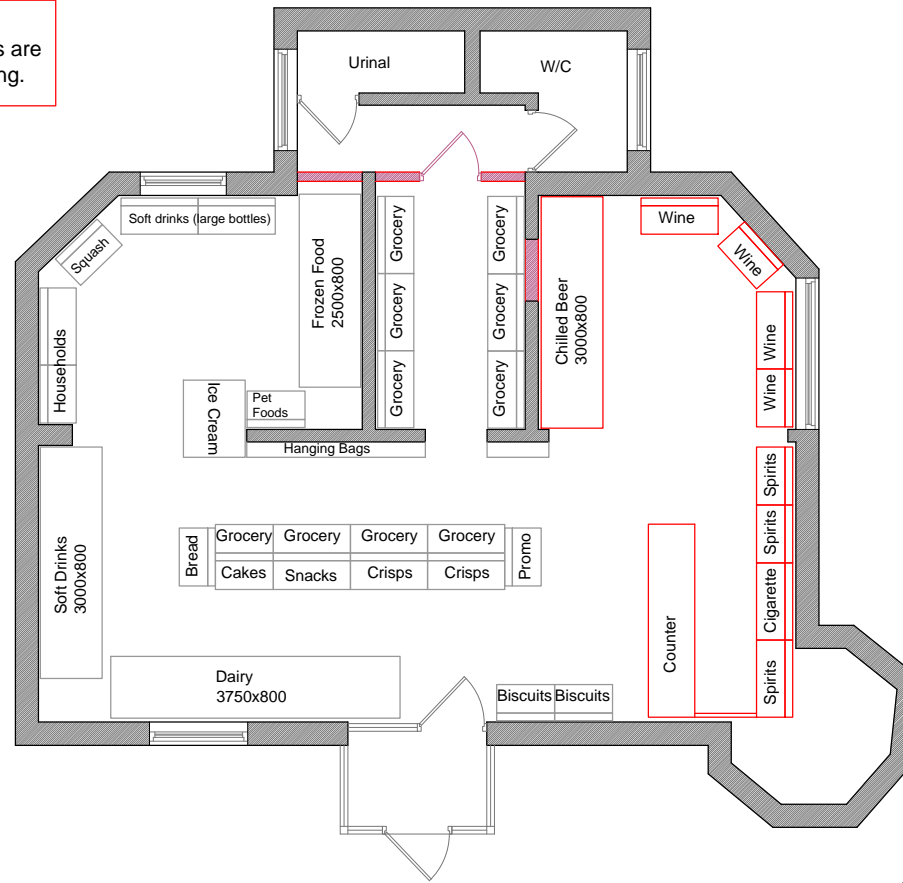 s are
ng.
Urinal
W/C
Soft drinks (large bottles)
Squash
Households
Frozen Food
2500x800
Grocery
Grocery
Grocery
Grocery
Grocery
Grocery
Chilled Beer
3000x800
Wine
Wine
Wine
Wine
Ice Cream
Pet
Foods
Hanging Bags
Spirits
Spirits
Cigarette
Spirits
Soft Drinks
3000x800
Bread
Grocery
Grocery
Grocery
Grocery
Cakes
Snacks
Crisps
Crisps
Promo
Counter
Dairy
3750x800
Biscuits
Biscuits